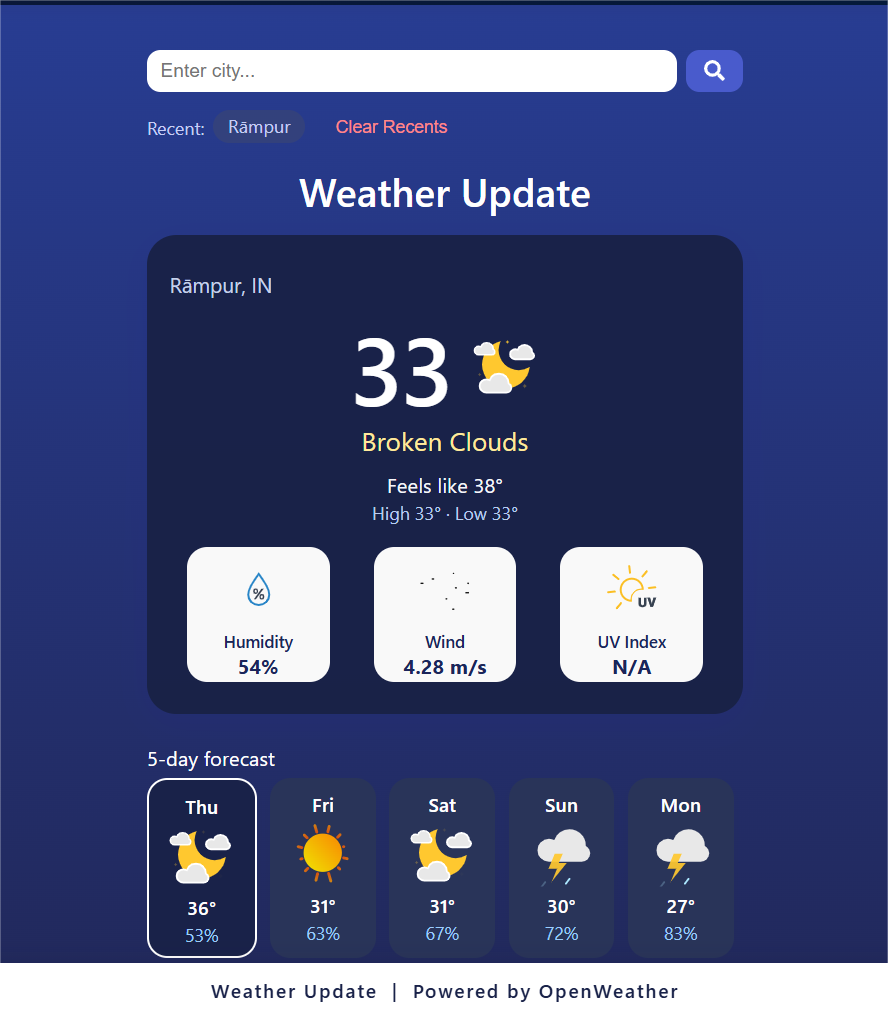 Enter city...
Recent: Rāmpur Clear Recents
Weather Update
Rāmpur, IN
33
Broken Clouds
Feels like 38°
High 33° · Low 33°
%
UV
Humidity Wind UV Index
54% 4.28 m/s N/A
5-day forecast
Thu Fri Sat Sun Mon
36° 31° 31° 30° 27°
53% 63% 67% 72% 83%
Weather Update | Powered by OpenWeather